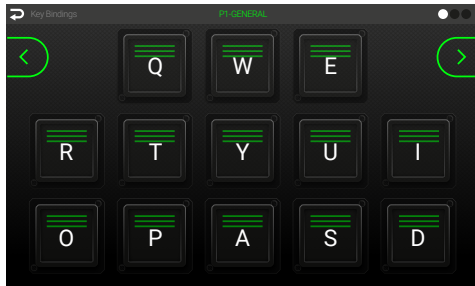 Key Bindings P1-GENERAL
Q W E
R T Y U I
O P A S D